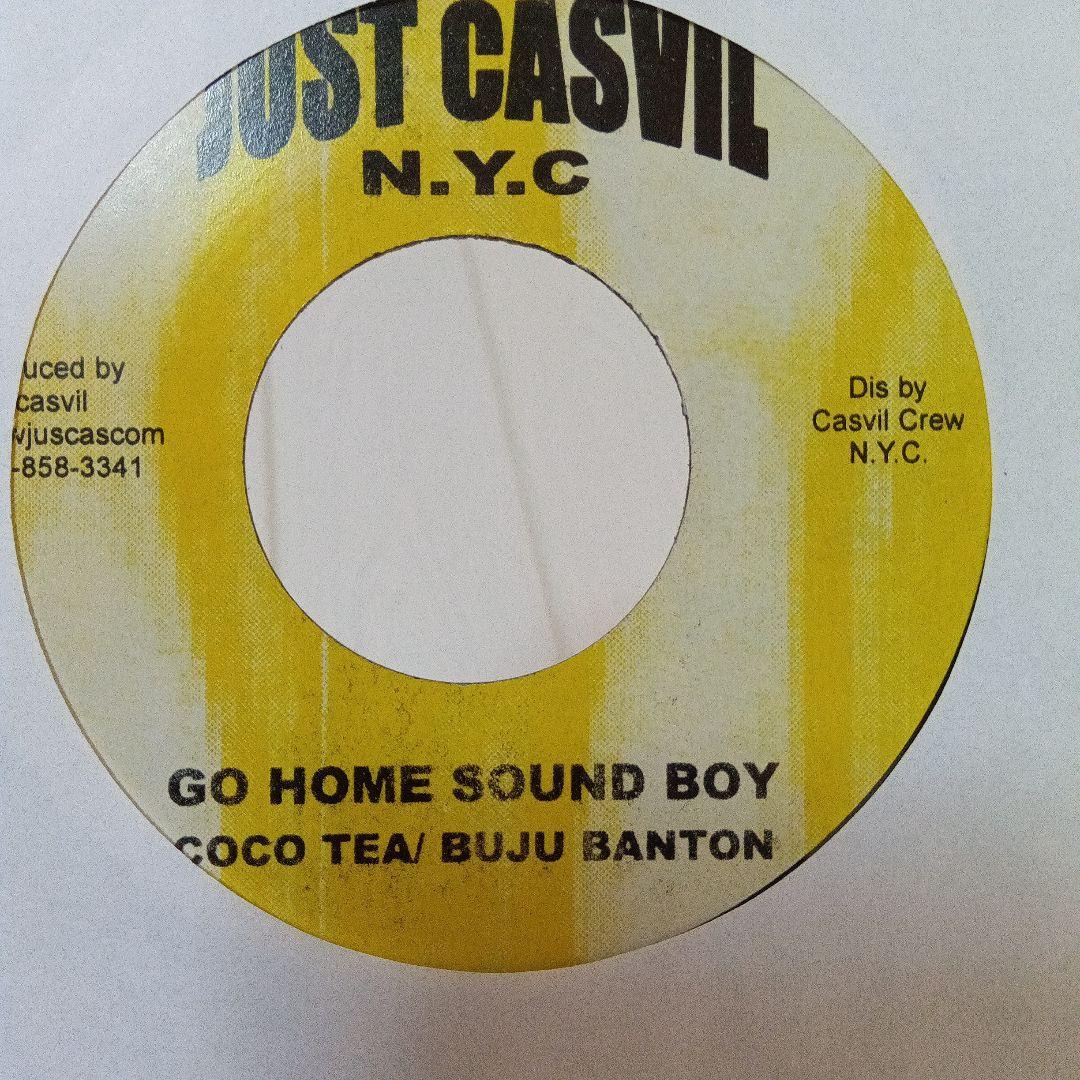 JUST CASVIL
N.Y.C
uced by
casvil
juscascom
-858-3341
Dis by
Casvil Crew
N.Y.C.
GO HOME SOUND BOY
COCO TEA/ BUJU BANTON